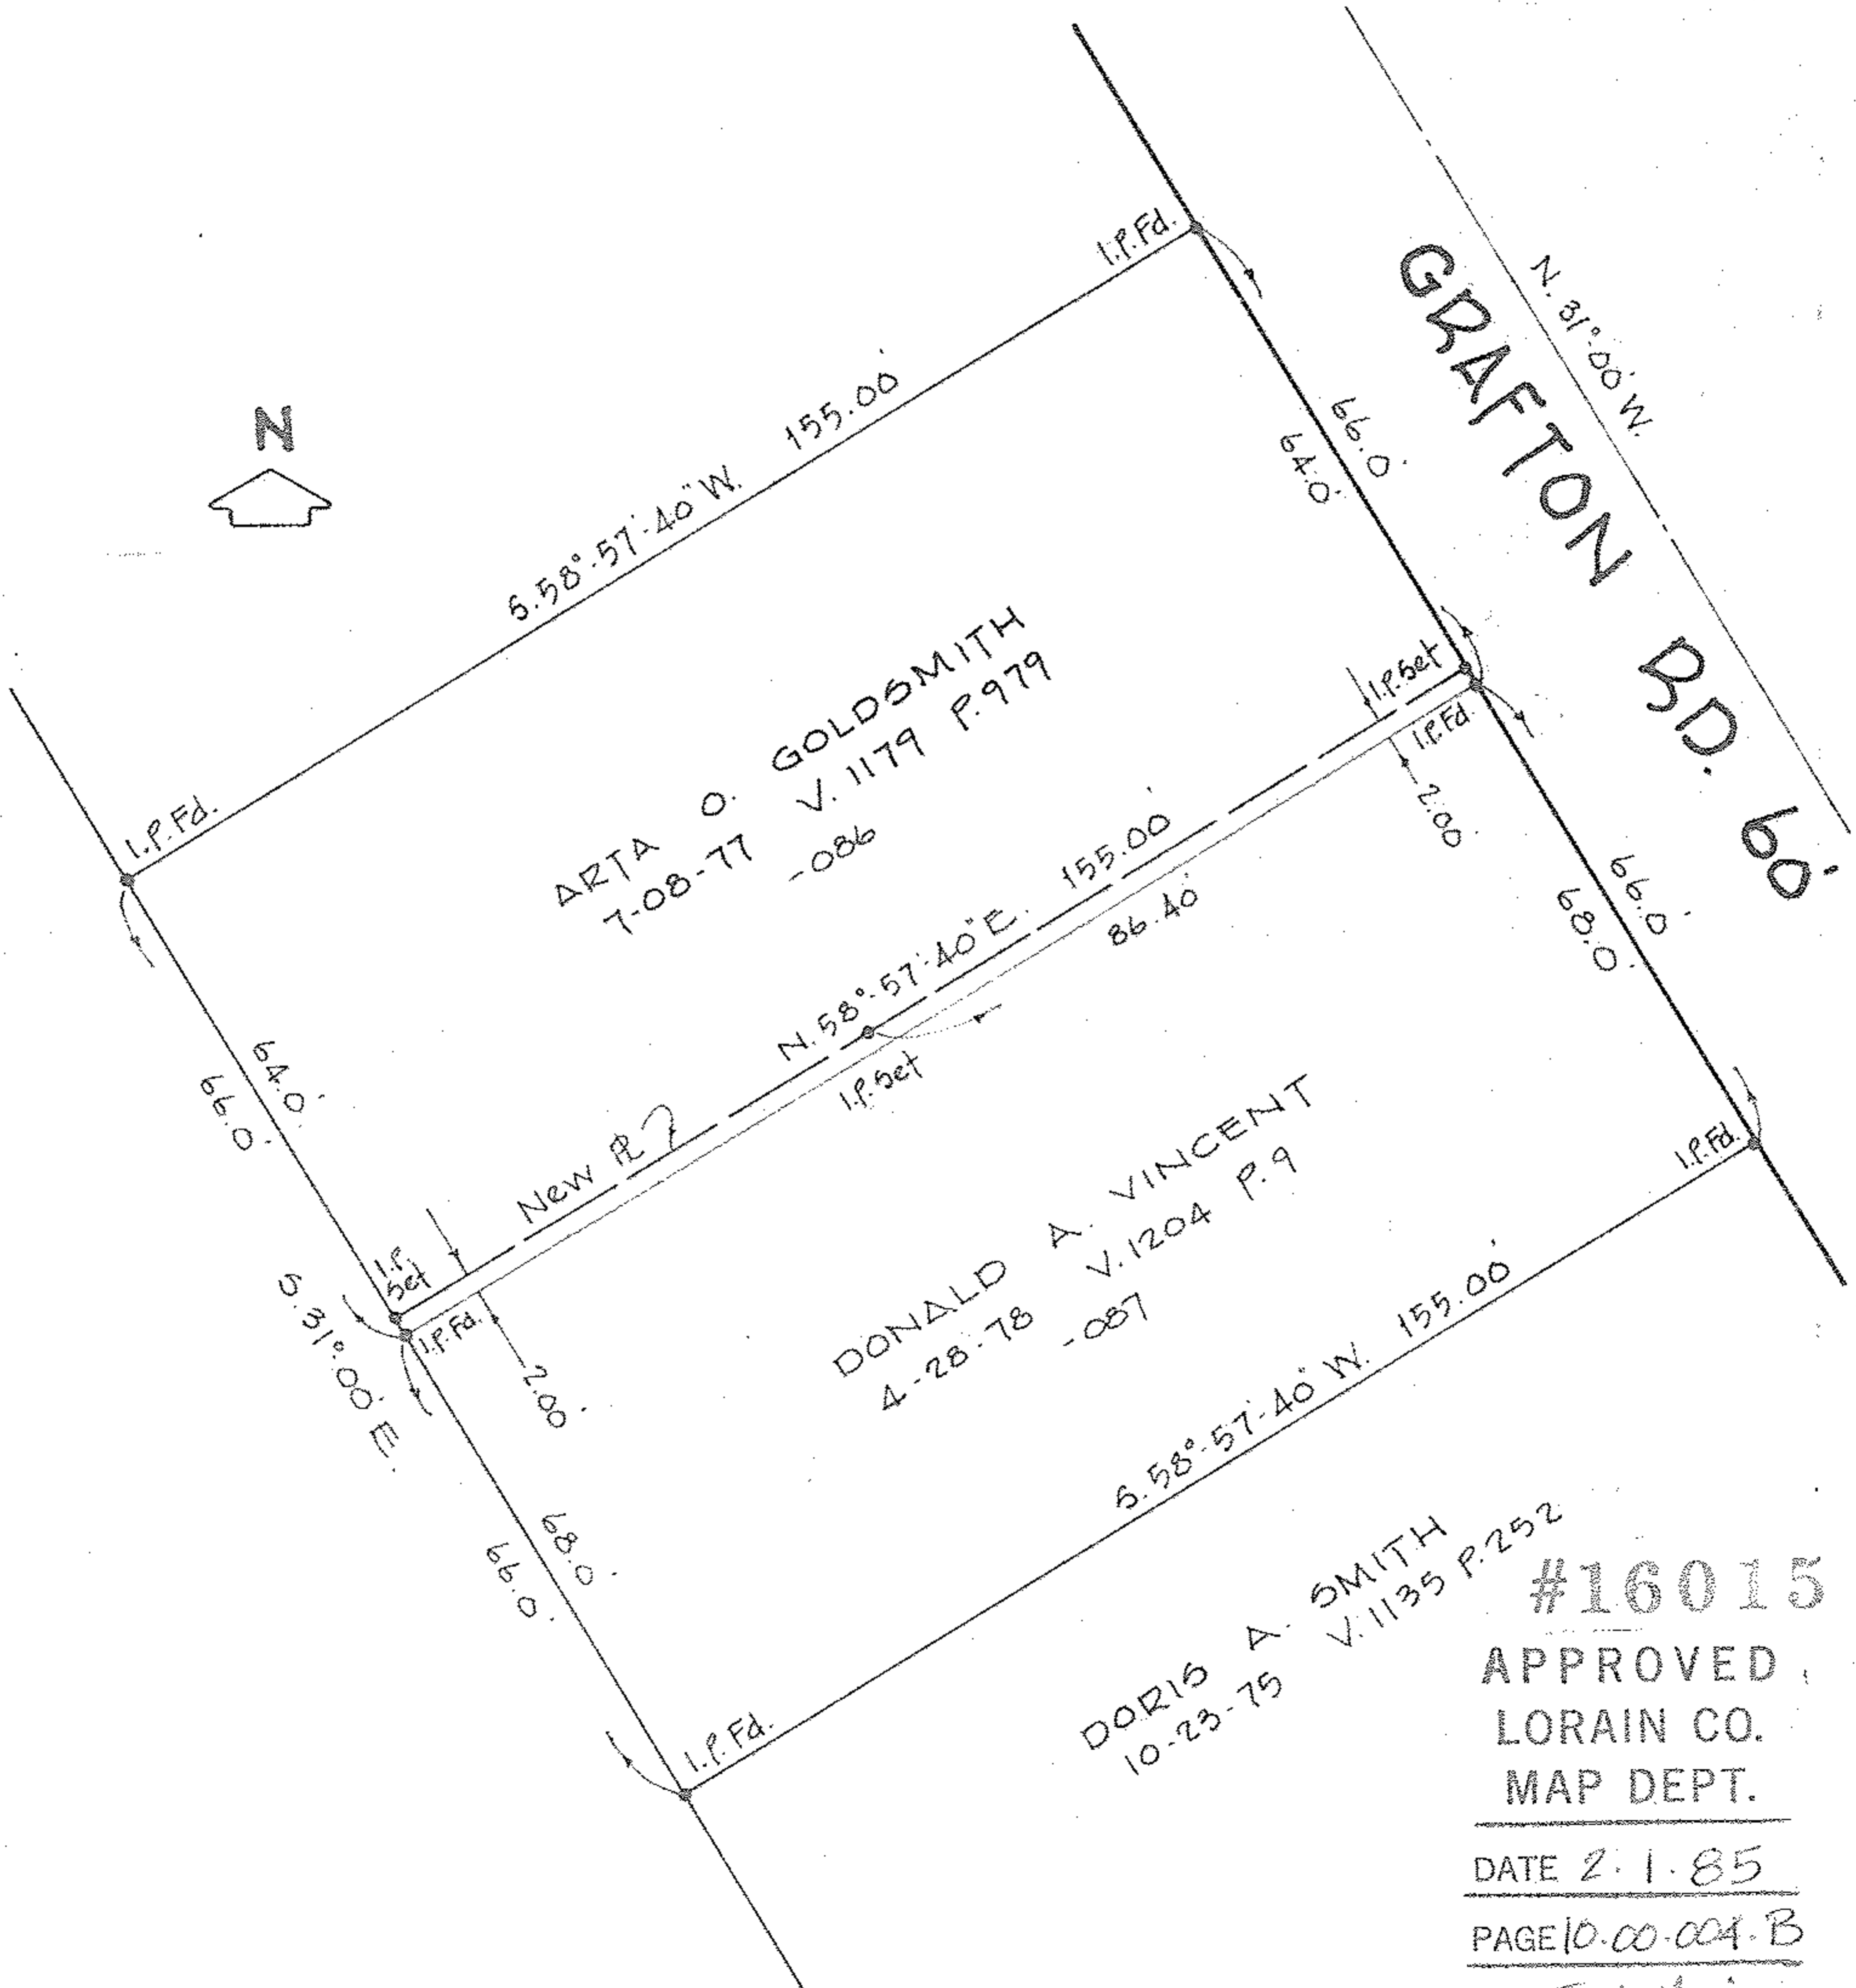 N
I.P.Fd.
N. 31°-00' W.
GRAFTON RD. 60'
S.58°-57'-40" W. 155.00'
66.0'
64.0'
I.P.Fd.
ARTA O. GOLDSMITH
7-08-77 V. 1179 P. 979
-086
I.P.Set
I.P.Fd.
2.00'
N. 58°-57'-40" E. 155.00'
86.40'
66.0'
68.0'
I.P.Set
64.0'
66.0'
New PL
I.P.
Set
I.P.Fd.
2.00'
S. 31°-00' E.
DONALD A. VINCENT
4-28-78 V. 1204 P. 9
-087
I.P.Fd.
S. 58°-57'-40" W. 155.00'
68.0'
66.0'
I.P.Fd.
DORIS A. SMITH
10-23-75 V. 1135 P. 252
#16015
APPROVED
LORAIN CO.
MAP DEPT.
DATE 2.1.85
PAGE 10.00.004.B